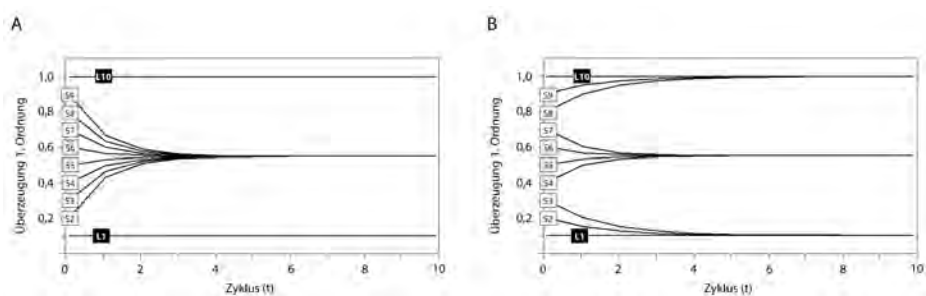 A
Überzeugung 1. Ordnung
1,0
0,8
0,6
0,4
0,2
L10
S9
S8
S7
S6
S5
S4
S3
S2
L1
0
2
4
6
8
10
Zyklus (t)
B
Überzeugung 1. Ordnung
1,0
0,8
0,6
0,4
0,2
L10
S9
S8
S7
S6
S5
S4
S3
S2
L1
0
2
4
6
8
10
Zyklus (t)